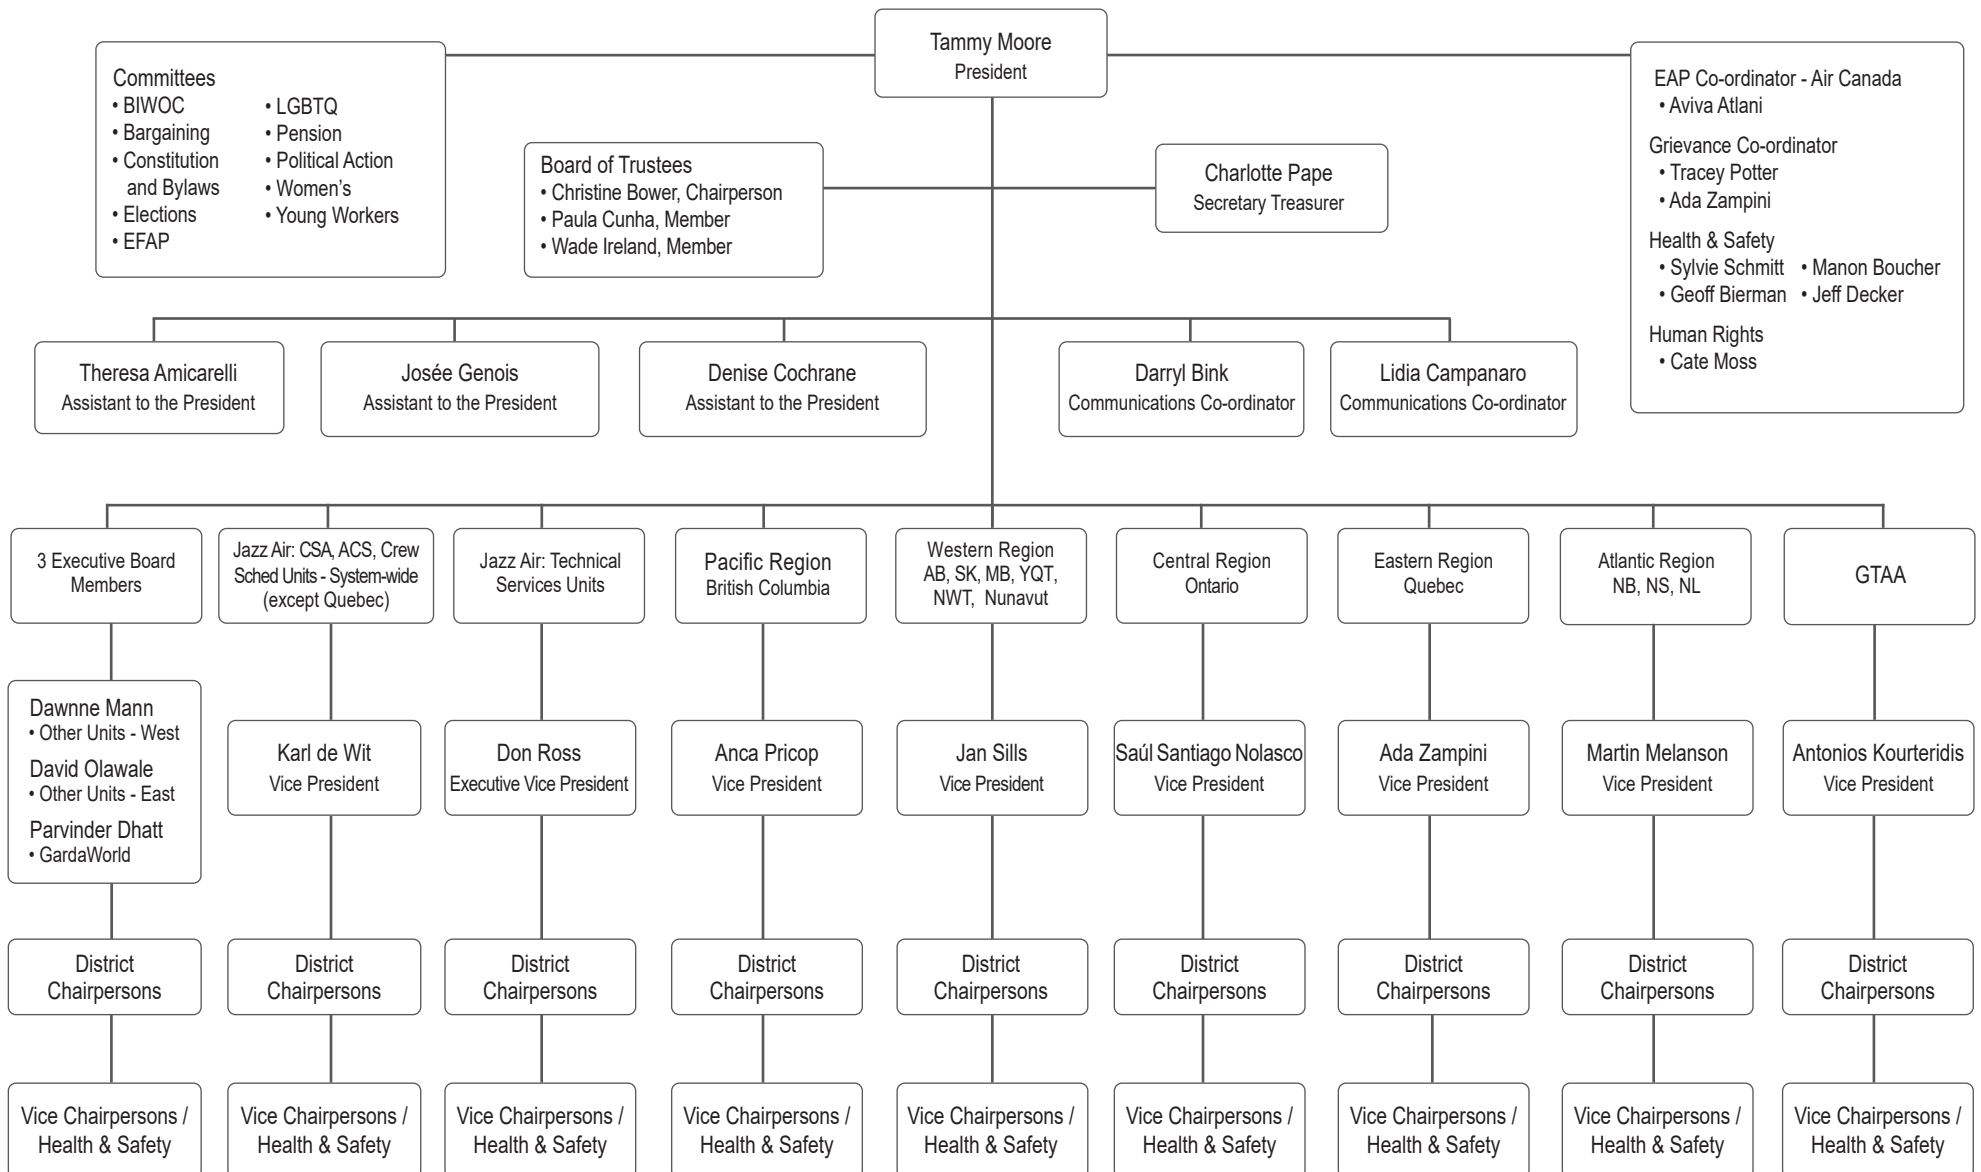 Tammy Moore
President
Committees
• BIWOC
• Bargaining
• Constitution
and Bylaws
• Elections
• EFAP
• LGBTQ
• Pension
• Political Action
• Women’s
• Young Workers
Board of Trustees
• Christine Bower, Chairperson
• Paula Cunha, Member
• Wade Ireland, Member
Charlotte Pape
Secretary Treasurer
EAP Co-ordinator - Air Canada
• Aviva Atlani
Grievance Co-ordinator
• Tracey Potter
• Ada Zampini
Health & Safety
• Sylvie Schmitt • Manon Boucher
• Geoff Bierman • Jeff Decker
Human Rights
• Cate Moss
Theresa Amicarelli
Assistant to the President
Josée Genois
Assistant to the President
Denise Cochrane
Assistant to the President
Darryl Bink
Communications Co-ordinator
Lidia Campanaro
Communications Co-ordinator
3 Executive Board
Members
Jazz Air: CSA, ACS, Crew
Sched Units - System-wide
(except Quebec)
Jazz Air: Technical
Services Units
Pacific Region
British Columbia
Western Region
AB, SK, MB, YQT,
NWT, Nunavut
Central Region
Ontario
Eastern Region
Quebec
Atlantic Region
NB, NS, NL
GTAA
Dawnne Mann
• Other Units - West
David Olawale
• Other Units - East
Parvinder Dhatt
• GardaWorld
Karl de Wit
Vice President
Don Ross
Executive Vice President
Anca Pricop
Vice President
Jan Sills
Vice President
Saúl Santiago Nolasco
Vice President
Ada Zampini
Vice President
Martin Melanson
Vice President
Antonios Kourteridis
Vice President
District
Chairpersons
District
Chairpersons
District
Chairpersons
District
Chairpersons
District
Chairpersons
District
Chairpersons
District
Chairpersons
District
Chairpersons
District
Chairpersons
Vice Chairpersons /
Health & Safety
Vice Chairpersons /
Health & Safety
Vice Chairpersons /
Health & Safety
Vice Chairpersons /
Health & Safety
Vice Chairpersons /
Health & Safety
Vice Chairpersons /
Health & Safety
Vice Chairpersons /
Health & Safety
Vice Chairpersons /
Health & Safety
Vice Chairpersons /
Health & Safety